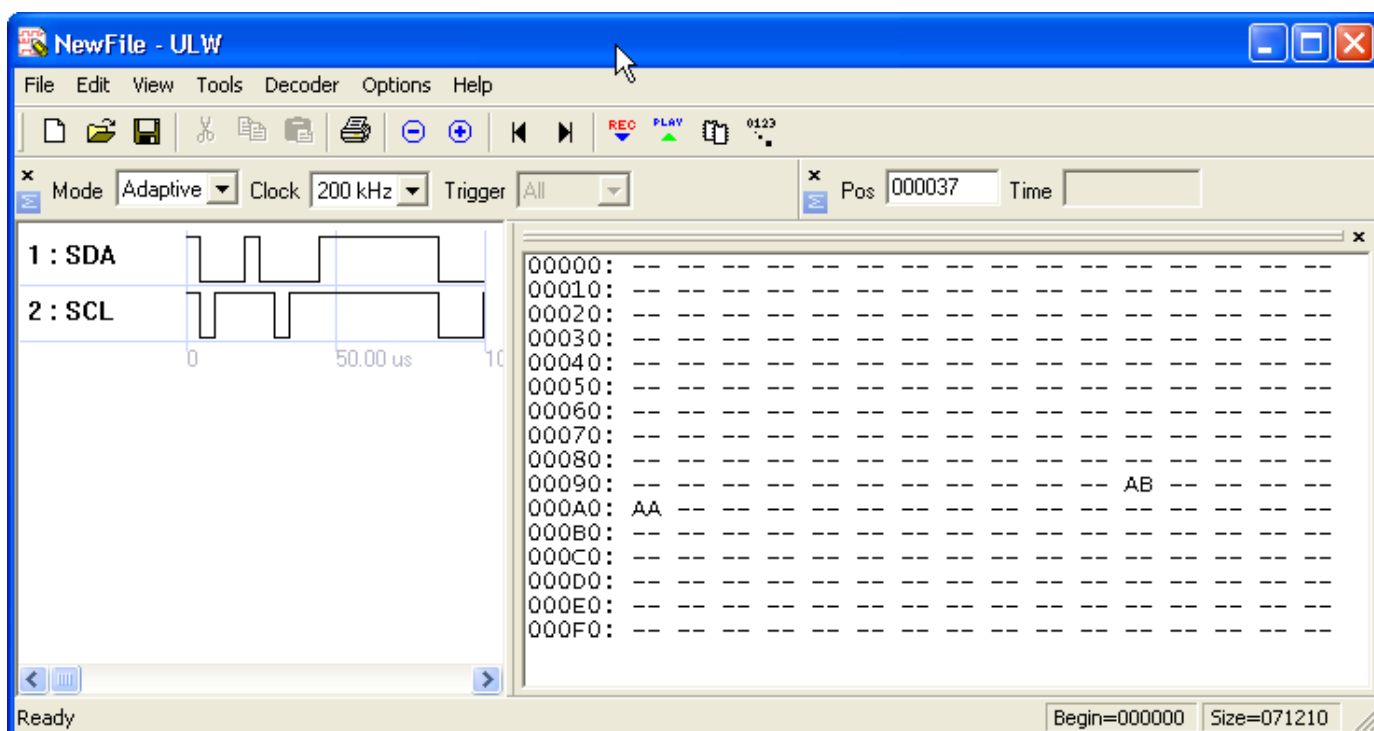 NewFile - ULW
File Edit View Tools Decoder Options Help
REC PLAY 0123
Mode Adaptive Clock 200 kHz Trigger All Pos 000037 Time
1 : SDA
2 : SCL
0 50.00 us
00000: -- -- -- -- -- -- -- -- -- -- -- -- -- -- -- --
00010: -- -- -- -- -- -- -- -- -- -- -- -- -- -- -- --
00020: -- -- -- -- -- -- -- -- -- -- -- -- -- -- -- --
00030: -- -- -- -- -- -- -- -- -- -- -- -- -- -- -- --
00040: -- -- -- -- -- -- -- -- -- -- -- -- -- -- -- --
00050: -- -- -- -- -- -- -- -- -- -- -- -- -- -- -- --
00060: -- -- -- -- -- -- -- -- -- -- -- -- -- -- -- --
00070: -- -- -- -- -- -- -- -- -- -- -- -- -- -- -- --
00080: -- -- -- -- -- -- -- -- -- -- -- -- -- -- -- --
00090: -- -- -- -- -- -- -- -- -- -- -- AB -- -- -- --
000A0: AA -- -- -- -- -- -- -- -- -- -- -- -- -- -- --
000B0: -- -- -- -- -- -- -- -- -- -- -- -- -- -- -- --
000C0: -- -- -- -- -- -- -- -- -- -- -- -- -- -- -- --
000D0: -- -- -- -- -- -- -- -- -- -- -- -- -- -- -- --
000E0: -- -- -- -- -- -- -- -- -- -- -- -- -- -- -- --
000F0: -- -- -- -- -- -- -- -- -- -- -- -- -- -- -- --
Ready Begin=000000 Size=071210